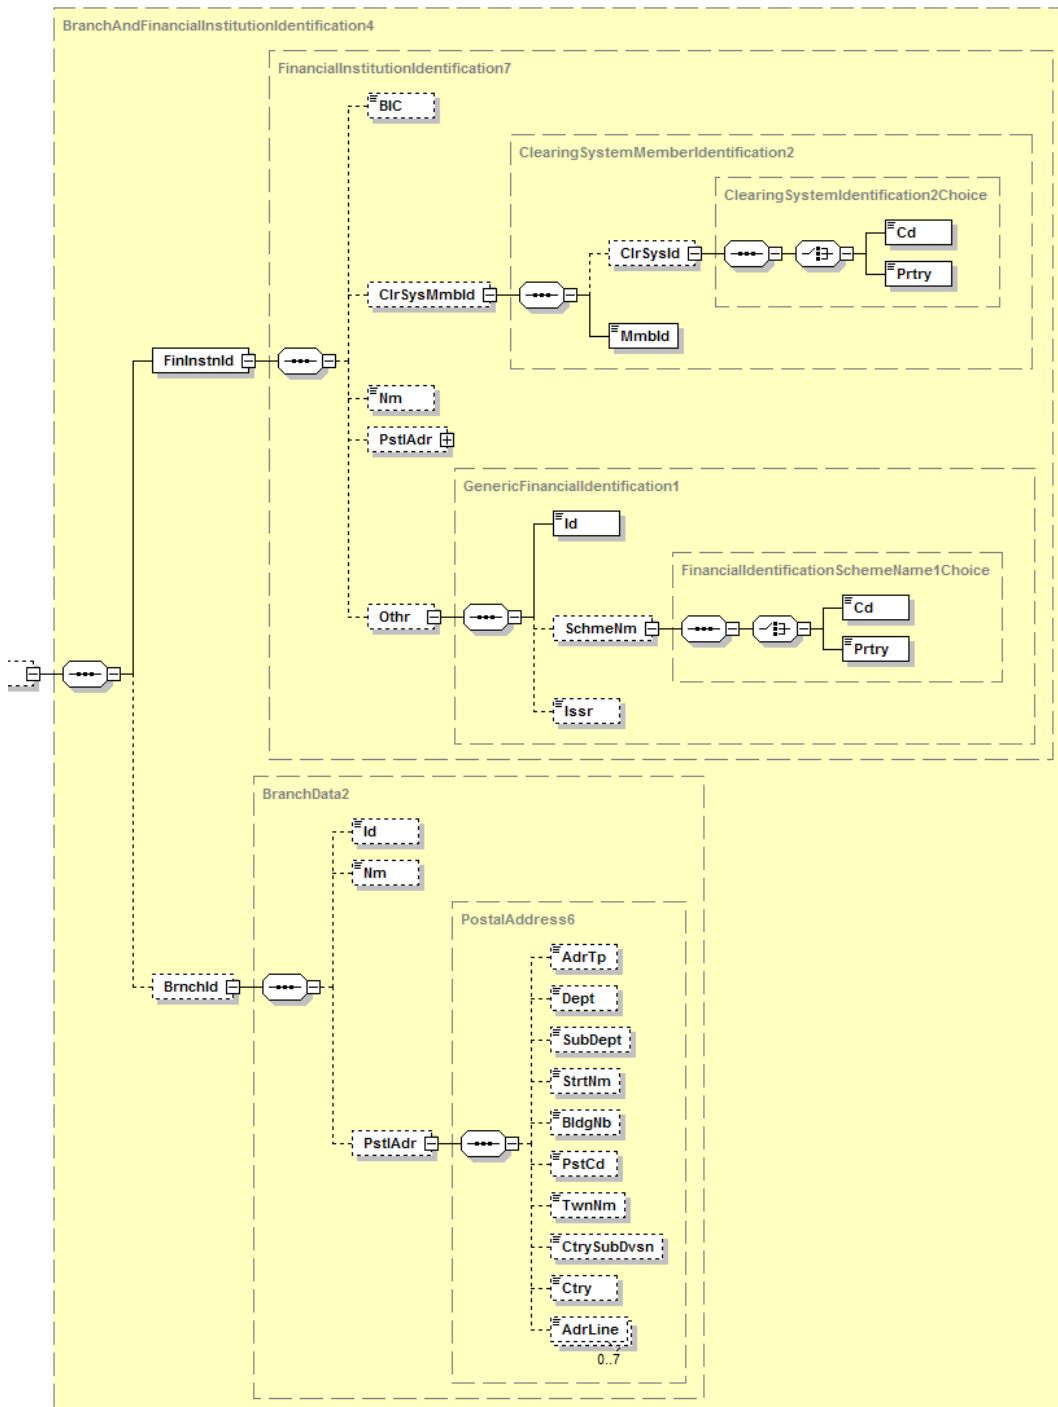 BranchAndFinancialInstitutionIdentification4
FinancialInstitutionIdentification7
BIC
ClearingSystemMemberIdentification2
ClearingSystemIdentification2Choice
Cd
ClrSysId
Prtry
ClrSysMmbId
MmbId
FinInstnId
Nm
PstlAdr
GenericFinancialIdentification1
Id
FinancialIdentificationSchemeName1Choice
Cd
Othr
SchmeNm
Prtry
Issr
BranchData2
Id
Nm
PostalAddress6
AdrTp
BrnchId
Dept
SubDept
StrtNm
BldgNb
PstlAdr
PstCd
TwnNm
CtrySubDvsn
Ctry
AdrLine
0..7